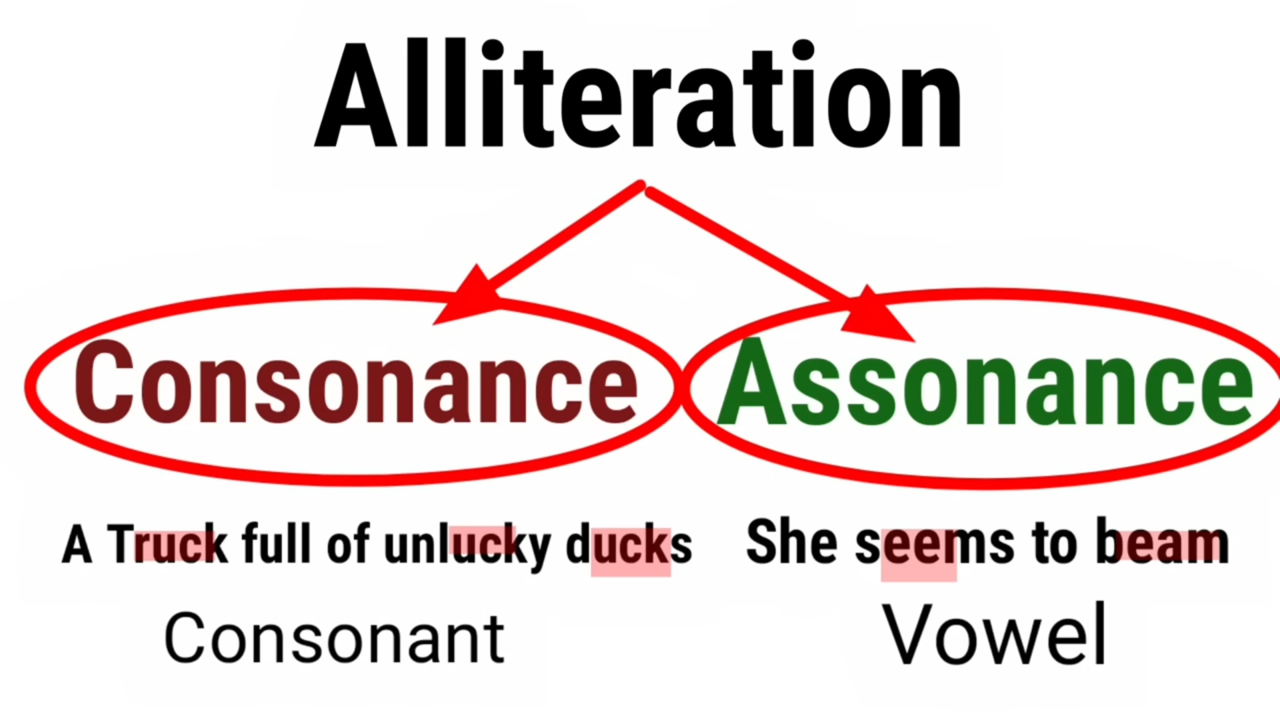 Alliteration
Consonance Assonance
A Truck full of unlucky ducks She seems to beam
Consonant Vowel